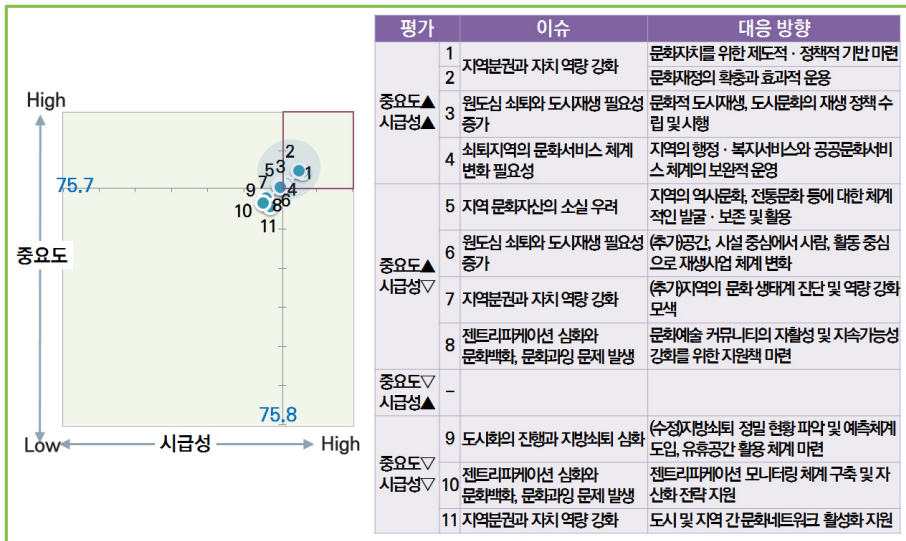 High
75.7
중요도
2
3
5
1
7
4
9
6
8
10
11
75.8
Low
시급성
High
평가 이슈 대응 방향
중요도▲
시급성▲
1 지역분권과 자치 역량 강화 문화자치를 위한 제도적·정책적 기반 마련
2 문화재정의 확충과 효과적 운용
3 원도심 쇠퇴와 도시재생 필요성
증가
문화적 도시재생, 도시문화의 재생 정책 수
립 및 시행
4 쇠퇴지역의 문화서비스 체계
변화 필요성
지역의 행정·복지서비스와 공공문화서비
스 체계의 보완적 운영
중요도▲
시급성▽
5 지역 문화자산의 소실 우려
지역의 역사문화, 전통문화 등에 대한 체계
적인 발굴·보존 및 활용
6 원도심 쇠퇴와 도시재생 필요성
증가
(추가)공간, 시설 중심에서 사람, 활동 중심
으로 재생사업 체계 변화
7 지역분권과 자치 역량 강화
(추가)지역의 문화 생태계 진단 및 역량 강화
모색
8 젠트리피케이션 심화와
문화백화, 문화과잉 문제 발생
문화예술 커뮤니티의 자활성 및 지속가능성
강화를 위한 지원책 마련
중요도▽
시급성▲
-
중요도▽
시급성▽
9 도시화의 진행과 지방쇠퇴 심화
(수정)지방쇠퇴 정밀 현황 파악 및 예측체계
도입, 유휴공간 활용 체계 마련
10 젠트리피케이션 심화와
문화백화, 문화과잉 문제 발생
젠트리피케이션 모니터링 체계 구축 및 자
산화 전략 지원
11 지역분권과 자치 역량 강화 도시 및 지역 간 문화네트워크 활성화 지원